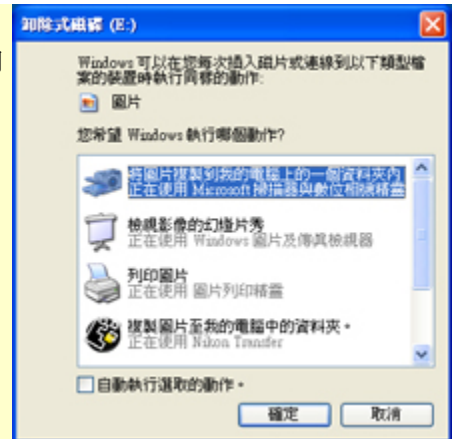 卸除式磁碟 (E:)
Windows 可以在您每次插入磁片或連線到以下類型檔
案的裝置時執行同樣的動作:
圖片
您希望 Windows 執行哪個動作?
將圖片複製到我的電腦上的一個資料夾內
正在使用 Microsoft 掃描器與數位相機精靈
檢視影像的幻燈片秀
正在使用 Windows 圖片及傳真檢視器
列印圖片
正在使用 圖片列印精靈
複製圖片至我的電腦中的資料夾。
正在使用 Nikon Transfer
自動執行選取的動作。
確定
取消